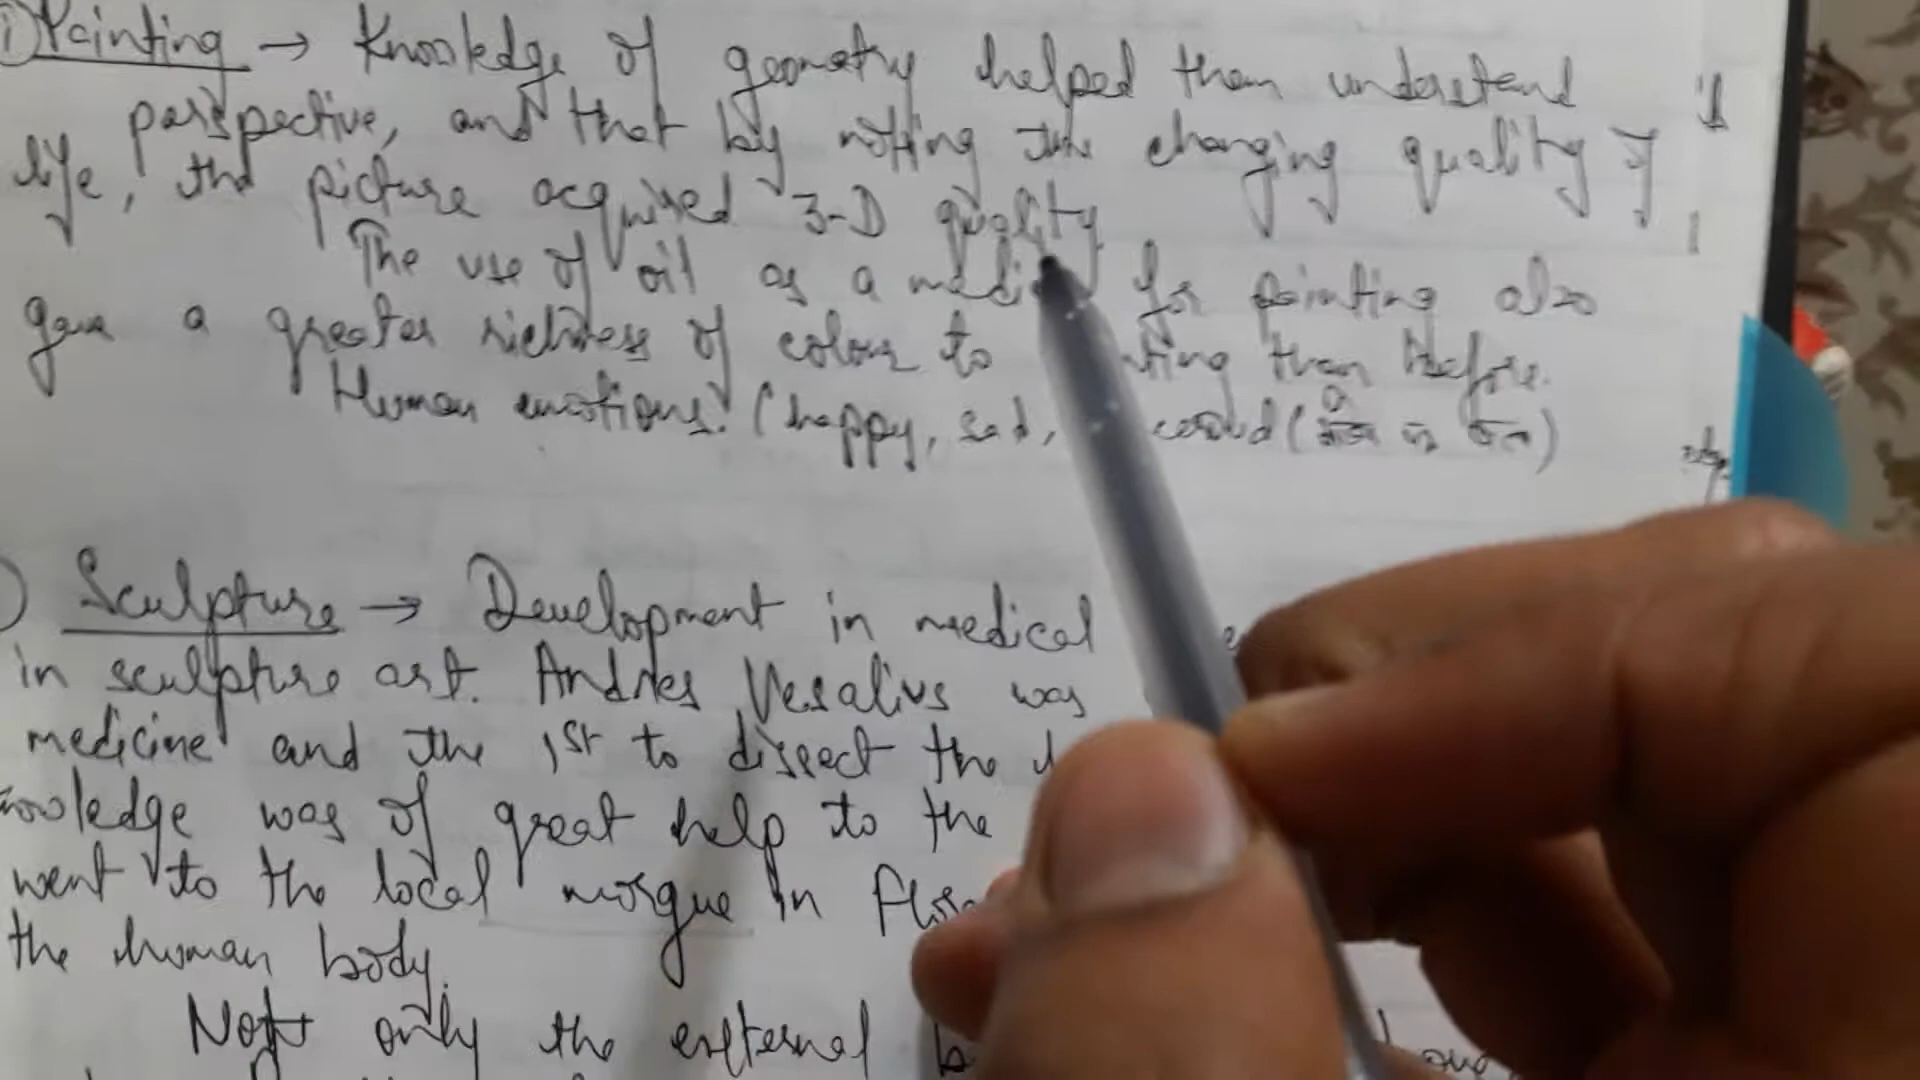 i) Painting → Knowledge of geometry helped them understand
perspective, and that by notting the changing quality of
life, the picture acquired 3-D quality
The use of oil as a medi for painting also
gave a greater richness of colour to nting than before.
Human emotions. (happy, sad,
) Sculpture → Development in medical
in sculpture art. Andres Vesalius was
medicine and the 1st to dissect the
nowledge was of great help to the
went to the local morgue in Flor
the human body.
Not only the external b